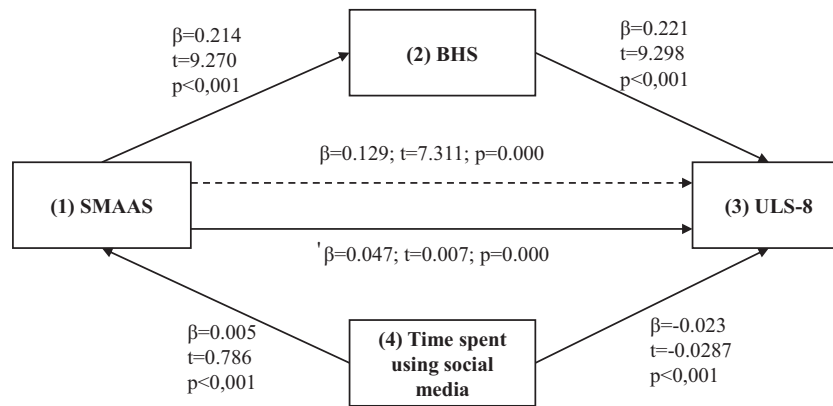 β=0.214
t=9.270
p<0,001
(2) BHS
β=0.221
t=9.298
p<0,001
β=0.129; t=7.311; p=0.000
(1) SMAAS
(3) ULS-8
'β=0.047; t=0.007; p=0.000
β=0.005
t=0.786
p<0,001
(4) Time spent
using social
media
β=-0.023
t=-0.0287
p<0,001